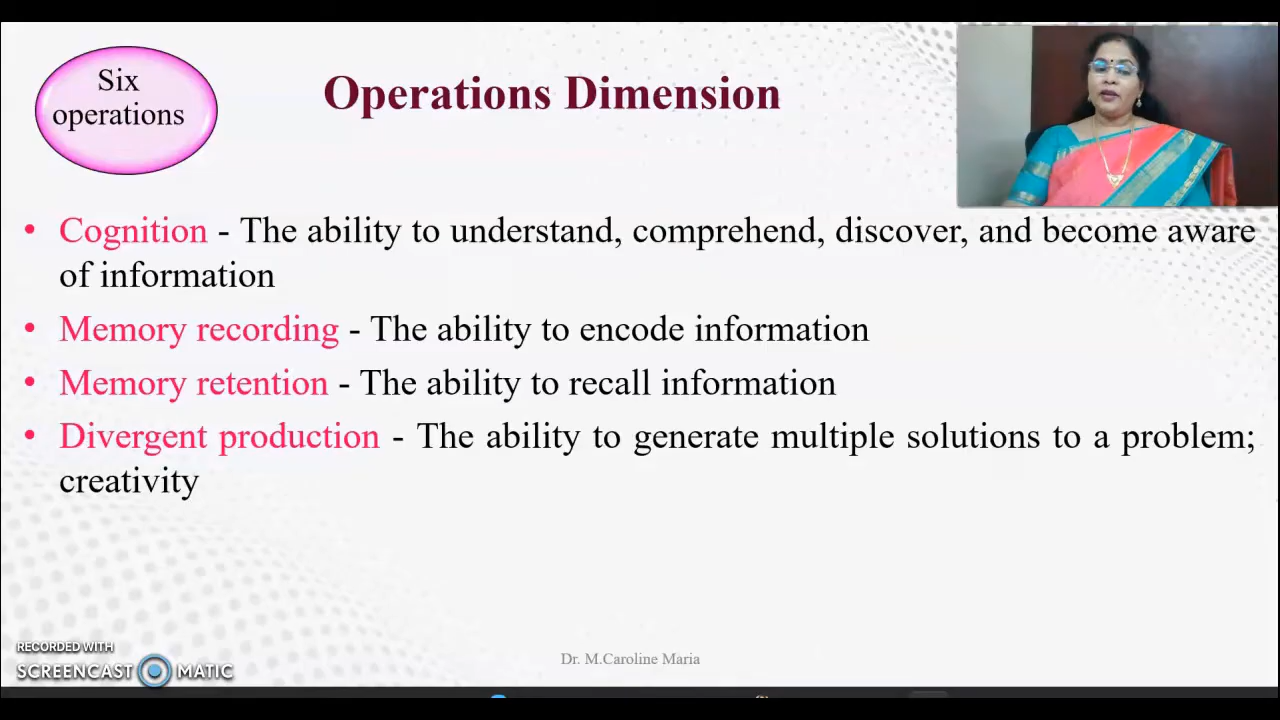 Six
operations
Operations Dimension
• Cognition - The ability to understand, comprehend, discover, and become aware
of information
• Memory recording - The ability to encode information
• Memory retention - The ability to recall information
• Divergent production - The ability to generate multiple solutions to a problem;
creativity
RECORDED WITH
SCREENCAST MATIC
Dr. M.Caroline Maria